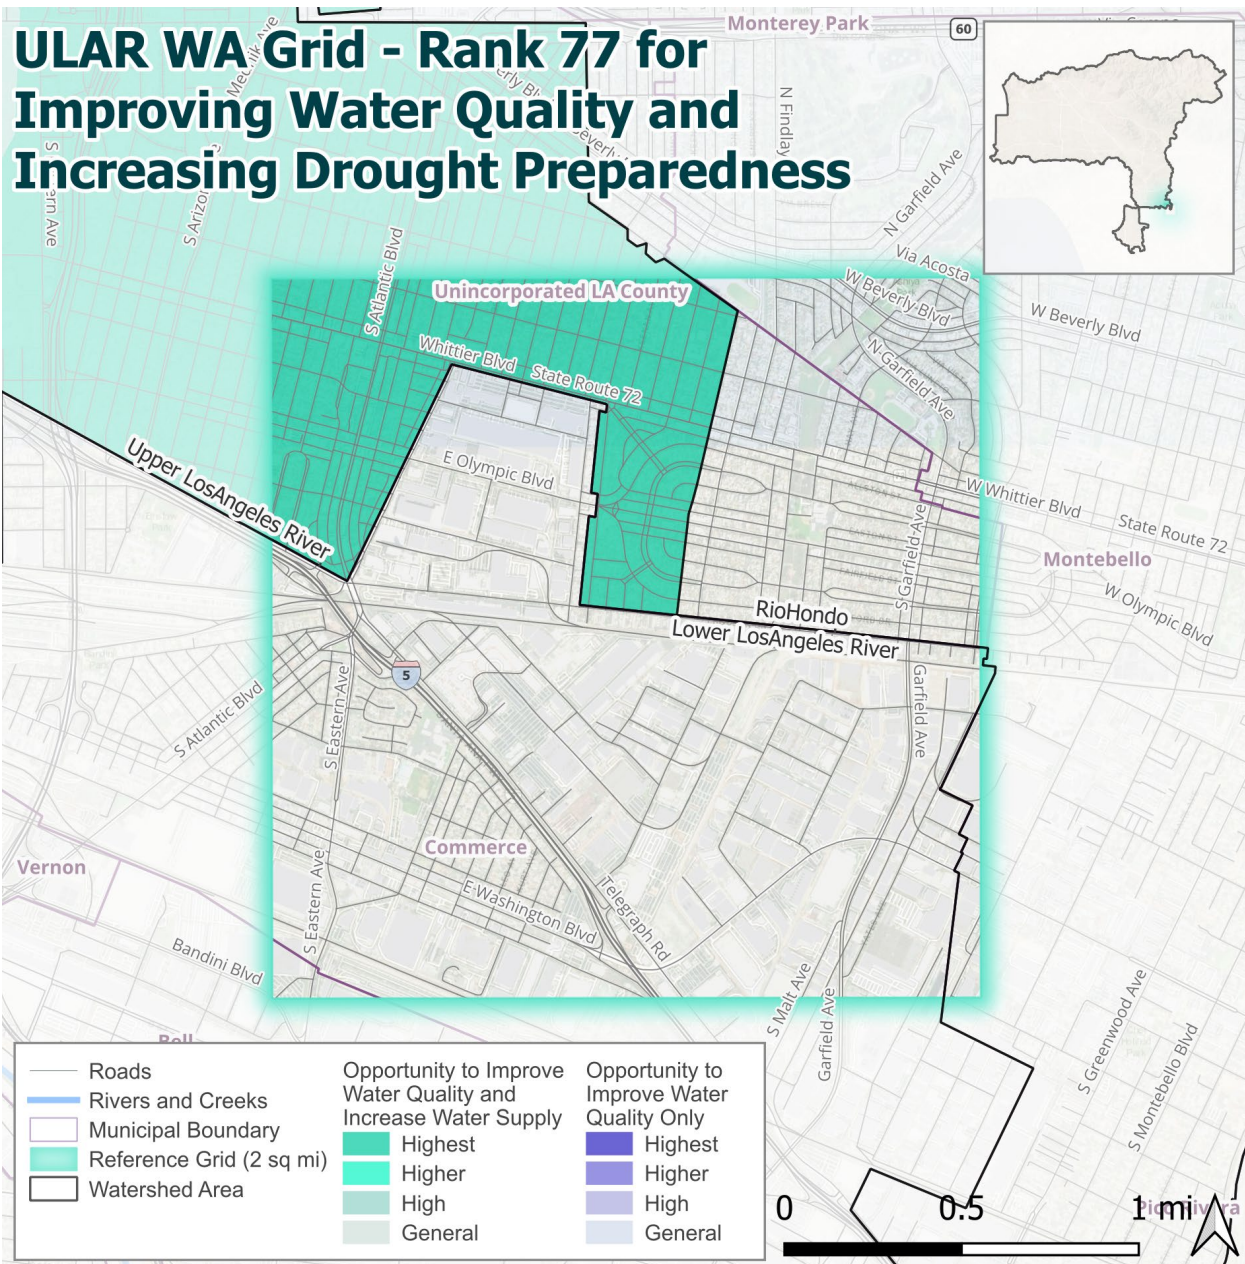 ULAR WA Grid - Rank 77 for
Improving Water Quality and
Increasing Drought Preparedness
Monterey Park
60
N Findlay
N Garfield Ave
Via Acosta
W Beverly Blvd
W Beverly Blvd
N Garfield Ave
S Arizo
S Atlantic Blvd
Unincorporated LA County
Whittier Blvd
State Route 72
E Olympic Blvd
Upper LosAngeles River
W Whittier Blvd
State Route 72
Montebello
W Olympic Blvd
S Garfield Ave
RioHondo
Lower LosAngeles River
5
S Eastern Ave
S Atlantic Blvd
Garfield Ave
Commerce
Vernon
E Washington Blvd
Telegraph Rd
S Eastern Ave
Bandini Blvd
S Malt Ave
Garfield Ave
S Greenwood Ave
S Montebello Blvd
Bell
Pico Rivera
Roads
Rivers and Creeks
Municipal Boundary
Reference Grid (2 sq mi)
Watershed Area
Opportunity to Improve
Water Quality and
Increase Water Supply
Highest
Higher
High
General
Opportunity to
Improve Water
Quality Only
Highest
Higher
High
General
0
0.5
1 mi